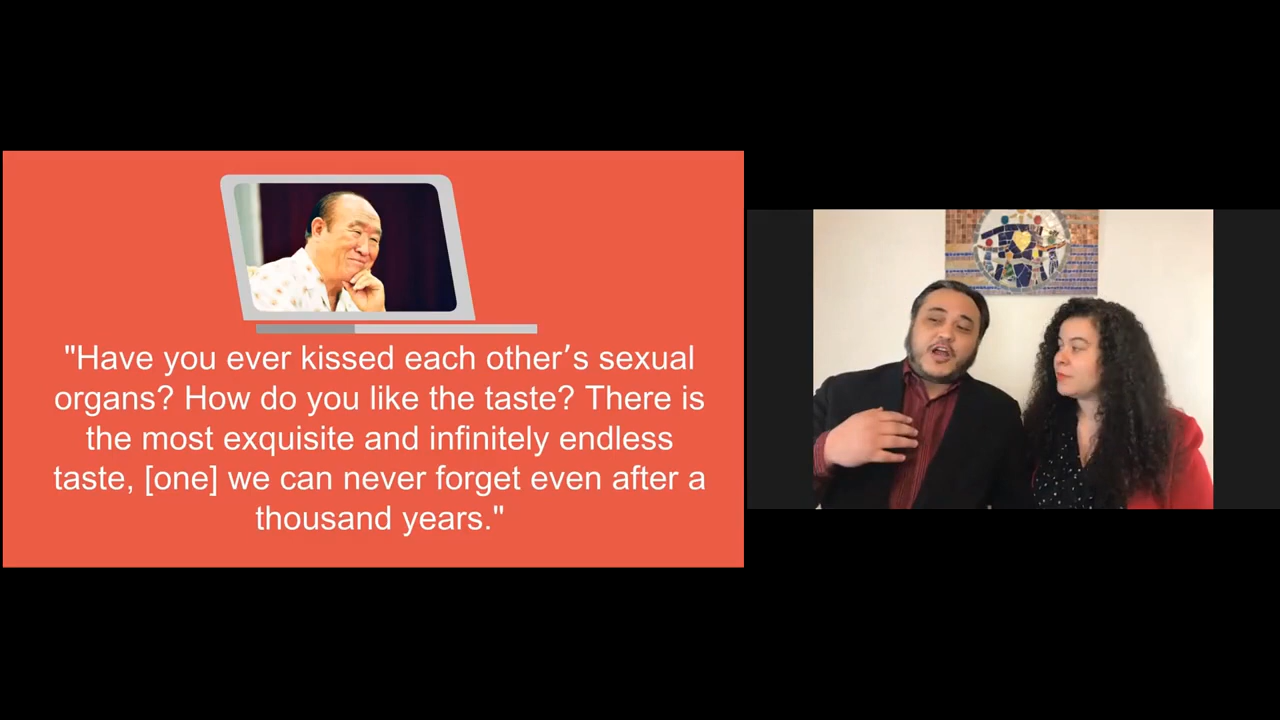 "Have you ever kissed each other’s sexual
organs? How do you like the taste? There is
the most exquisite and infinitely endless
taste, [one] we can never forget even after a
thousand years."